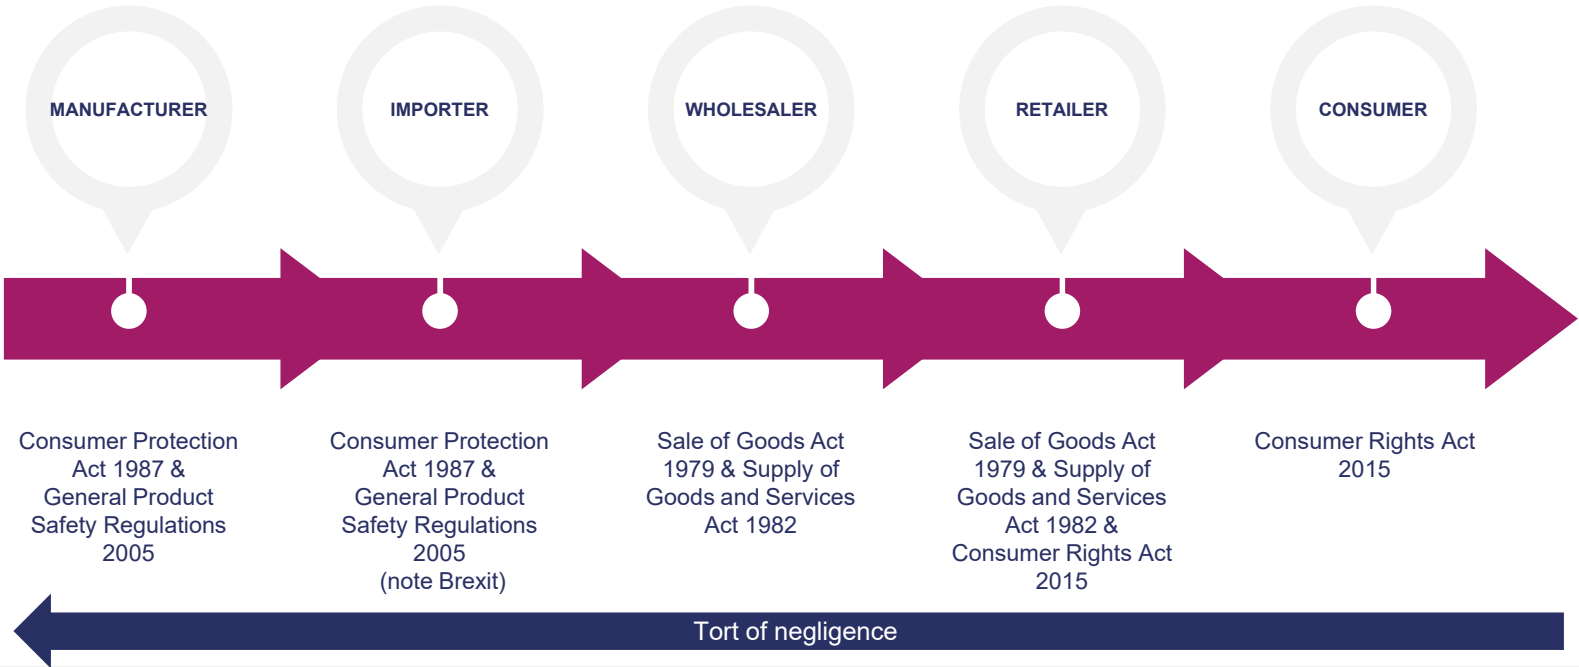 MANUFACTURER
IMPORTER
WHOLESALER
RETAILER
CONSUMER
Consumer Protection
Act 1987 &
General Product
Safety Regulations
2005
Consumer Protection
Act 1987 &
General Product
Safety Regulations
2005
(note Brexit)
Sale of Goods Act
1979 & Supply of
Goods and Services
Act 1982
Sale of Goods Act
1979 & Supply of
Goods and Services
Act 1982 &
Consumer Rights Act
2015
Consumer Rights Act
2015
Tort of negligence